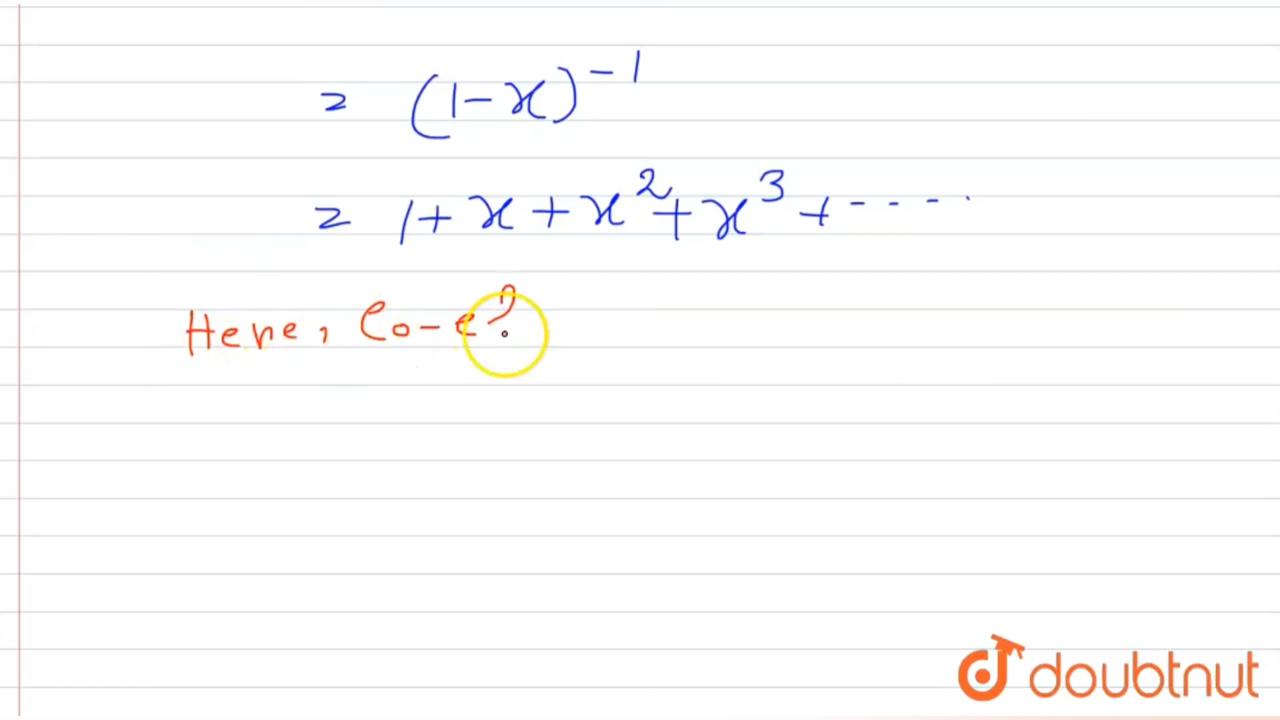 = (1-x)^-1
= 1 + x + x^2 + x^3 + ----.
Here, Co-e
doubtnut